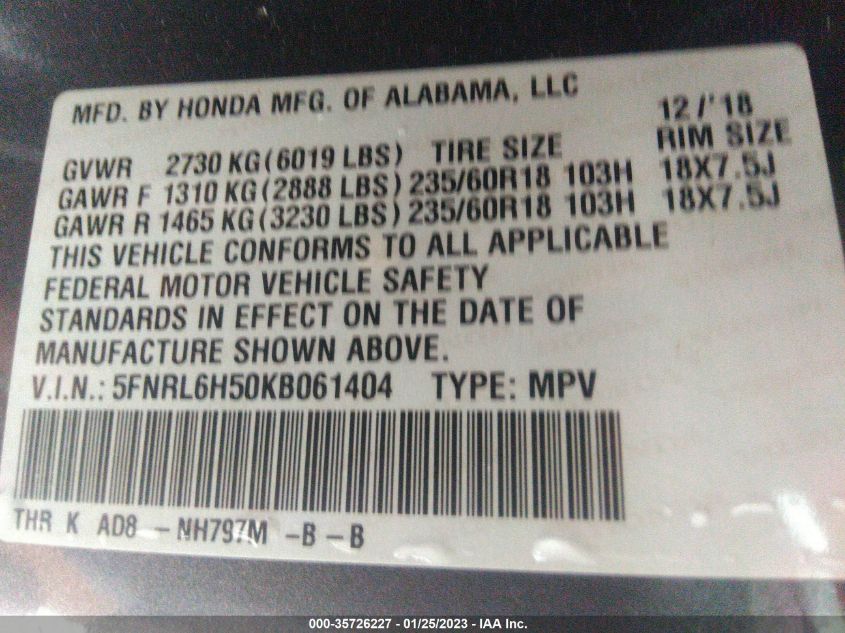 MFD. BY HONDA MFG. OF ALABAMA, LLC 12/'18
GVWR 2730 KG(6019 LBS) TIRE SIZE RIM SIZE
GAWR F 1310 KG(2888 LBS) 235/60R18 103H 18X7.5J
GAWR R 1465 KG(3230 LBS) 235/60R18 103H 18X7.5J
THIS VEHICLE CONFORMS TO ALL APPLICABLE
FEDERAL MOTOR VEHICLE SAFETY
STANDARDS IN EFFECT ON THE DATE OF
MANUFACTURE SHOWN ABOVE.
V.I.N.: 5FNRL6H50KB061404 TYPE: MPV
THR K AD8 -NH797M -B -B
000-35726227 - 01/25/2023 - IAA Inc.